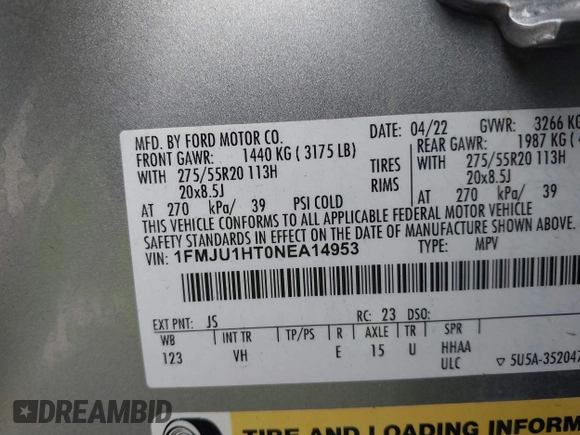 MFD. BY FORD MOTOR CO.
DATE: 04/22 GVWR: 3266 KG
FRONT GAWR: 1440 KG ( 3175 LB) REAR GAWR: 1987 KG (
WITH 275/55R20 113H TIRES WITH 275/55R20 113H
20x8.5J RIMS 20x8.5J
AT 270 kPa/ 39 PSI COLD AT 270 kPa/ 39
THIS VEHICLE CONFORMS TO ALL APPLICABLE FEDERAL MOTOR VEHICLE
SAFETY STANDARDS IN EFFECT ON THE DATE OF MANUFACTURE SHOWN ABOVE.
VIN: 1FMJU1HT0NEA14953 TYPE: MPV
EXT PNT: JS RC: 23 DSO:
WB INT TR TP/PS R AXLE TR SPR
123 VH E 15 U HHAA
ULC ▽ 5U5A-352047
TIRE AND LOADING INFORM
DREAMBID